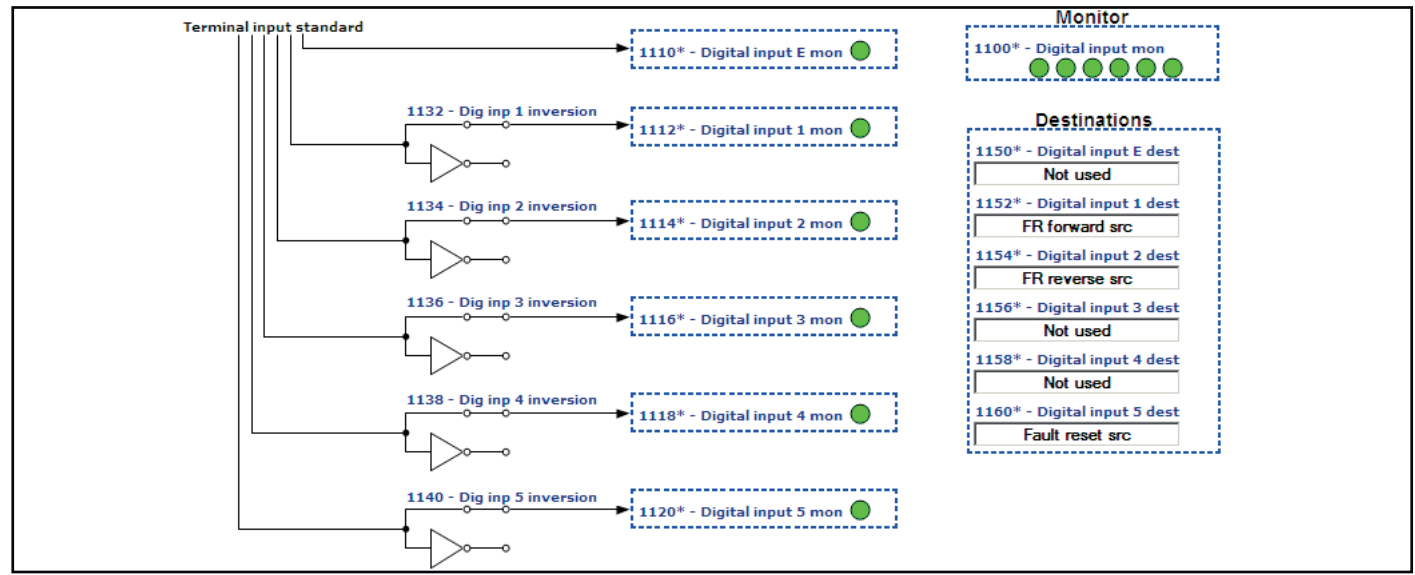 Terminal input standard
1110* - Digital input E mon
1132 - Dig inp 1 inversion
1112* - Digital input 1 mon
1134 - Dig inp 2 inversion
1114* - Digital input 2 mon
1136 - Dig inp 3 inversion
1116* - Digital input 3 mon
1138 - Dig inp 4 inversion
1118* - Digital input 4 mon
1140 - Dig inp 5 inversion
1120* - Digital input 5 mon
Monitor
1100* - Digital input mon
Destinations
1150* - Digital input E dest
Not used
1152* - Digital input 1 dest
FR forward src
1154* - Digital input 2 dest
FR reverse src
1156* - Digital input 3 dest
Not used
1158* - Digital input 4 dest
Not used
1160* - Digital input 5 dest
Fault reset src